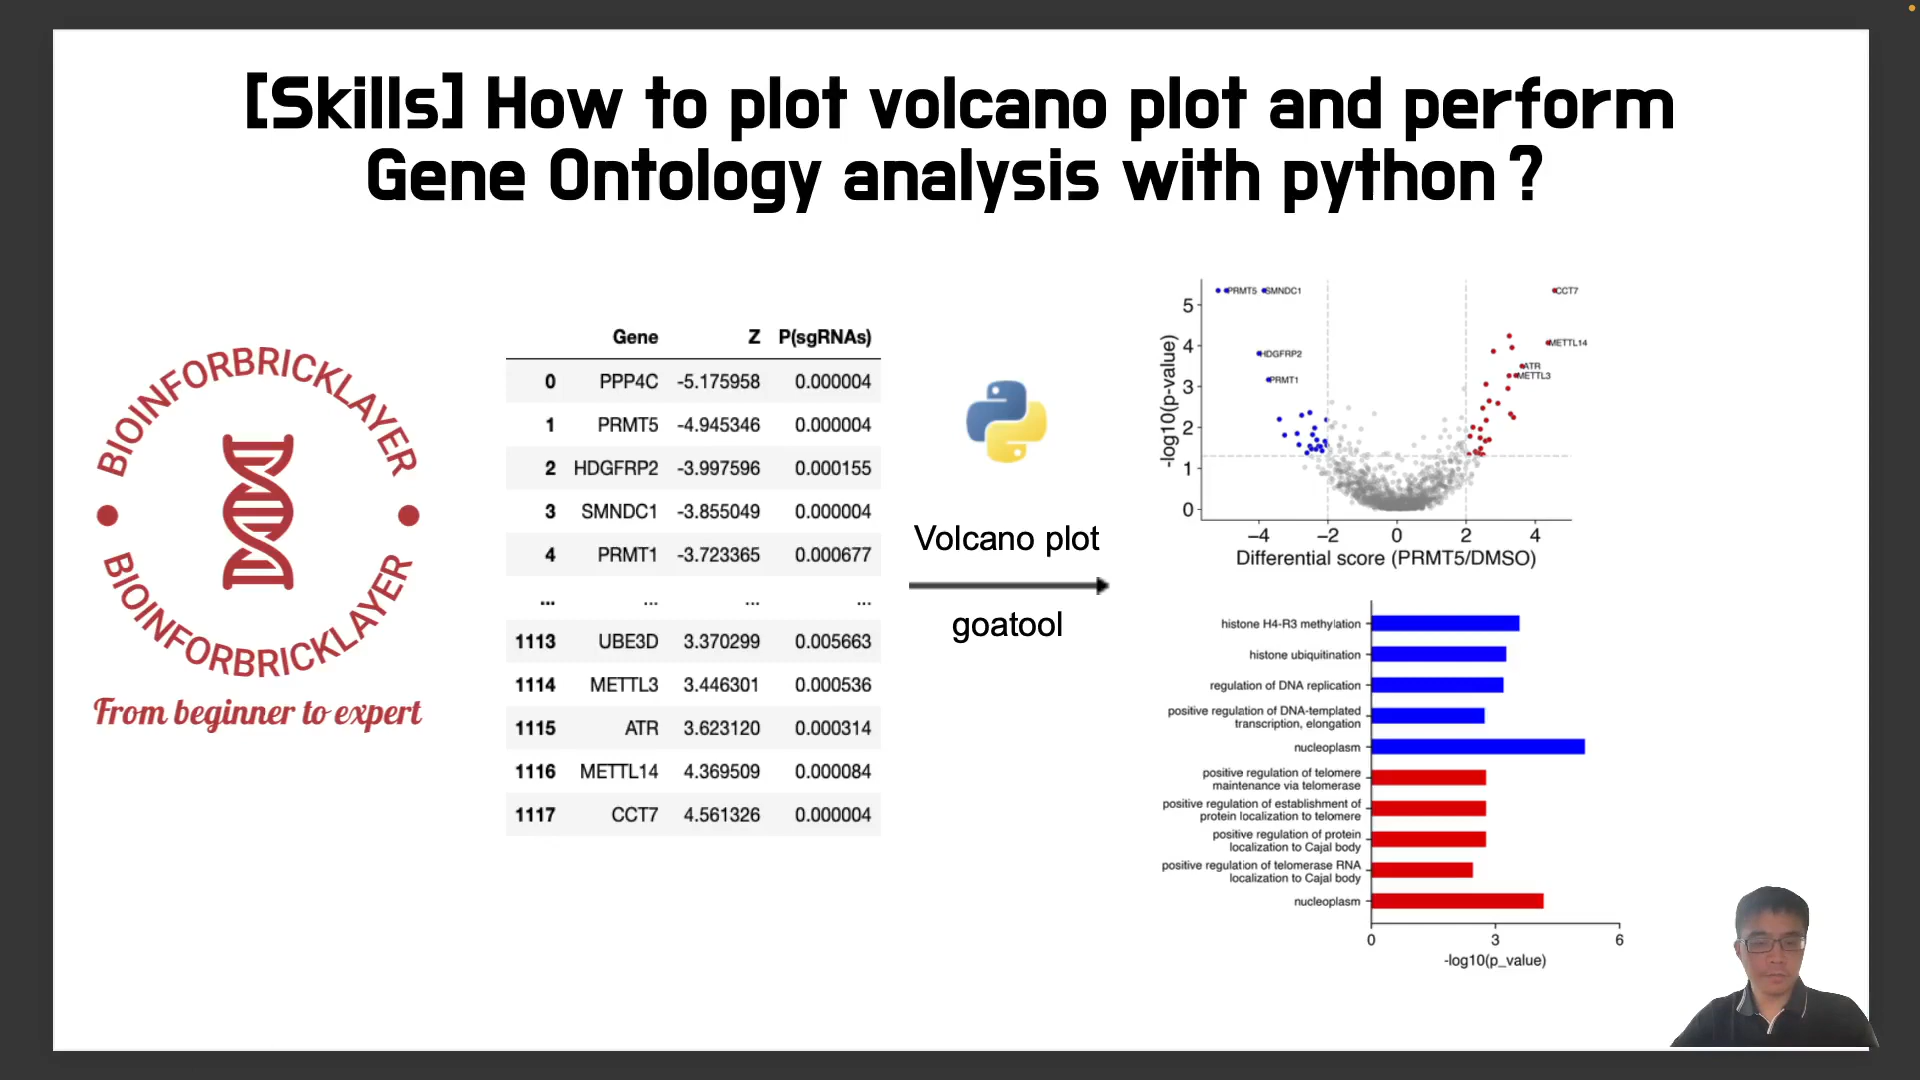 [Skills] How to plot volcano plot and perform
Gene Ontology analysis with python?
BIOINFORBRICKLAYER
BIOINFORBRICKLAYER
From beginner to expert
Gene Z P(sgRNAs)
0 PPP4C -5.175958 0.000004
1 PRMT5 -4.945346 0.000004
2 HDGFRP2 -3.997596 0.000155
3 SMNDC1 -3.855049 0.000004
4 PRMT1 -3.723365 0.000677
... ... ... ...
1113 UBE3D 3.370299 0.005663
1114 METTL3 3.446301 0.000536
1115 ATR 3.623120 0.000314
1116 METTL14 4.369509 0.000084
1117 CCT7 4.561326 0.000004
Volcano plot
goatool
-log10(p-value)
5
4
3
2
1
0
PRMT5
SMNDC1
CCT7
METTL14
HDGFRP2
ATR
METTL3
PRMT1
−4 −2 0 2 4
Differential score (PRMT5/DMSO)
histone H4-R3 methylation
histone ubiquitination
regulation of DNA replication
positive regulation of DNA-templated
transcription, elongation
nucleoplasm
positive regulation of telomere
maintenance via telomerase
positive regulation of establishment of
protein localization to telomere
positive regulation of protein
localization to Cajal body
positive regulation of telomerase RNA
localization to Cajal body
nucleoplasm
0 3 6
-log10(p_value)